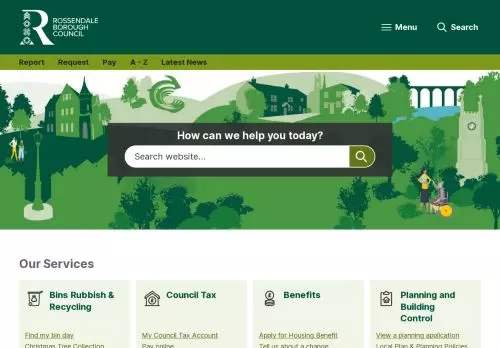 ROSSENDALE
BOROUGH
COUNCIL
Menu
Search
Report
Request
Pay
A - Z
Latest News
How can we help you today?
Search website...
Our Services
Bins Rubbish &
Recycling
Find my bin day
Christmas Tree Collection
Council Tax
My Council Tax Account
Pay online
Benefits
Apply for Housing Benefit
Tell us about a change
Planning and
Building
Control
View a planning application
Local Plan & Planning Policies